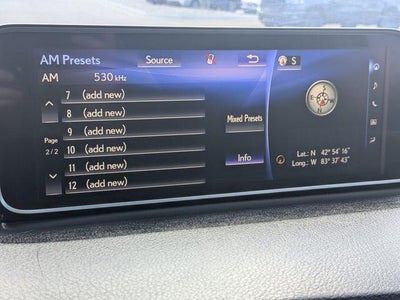 AM Presets Source S
AM 530 kHz
7 (add new)
8 (add new)
9 (add new)
Page
2/2
10 (add new)
11 (add new)
12 (add new)
Mixed Presets
Info
Lat.: N 42° 54' 16"
Long.: W 83° 37' 43"